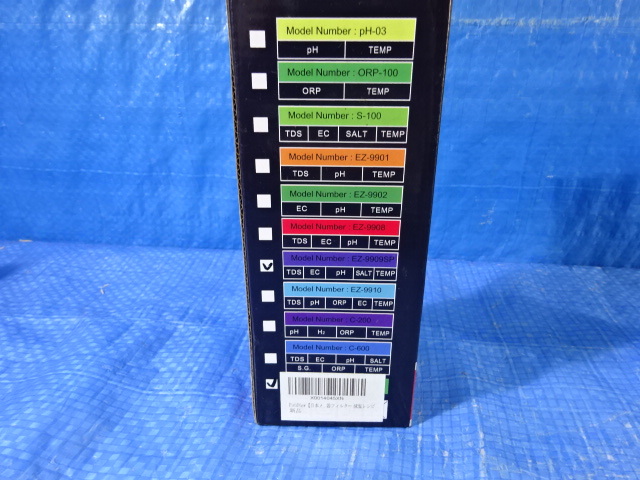 Model Number : pH-03
pH TEMP
Model Number : ORP-100
ORP TEMP
Model Number : S-100
TDS EC SALT TEMP
Model Number : EZ-9901
TDS pH TEMP
Model Number : EZ-9902
EC pH TEMP
Model Number : EZ-9908
TDS EC pH TEMP
Model Number : EZ-9909SP
TDS EC pH SALT TEMP
Model Number : EZ-9910
TDS pH ORP EC TEMP
Model Number : C-200
pH H₂ ORP TEMP
Model Number : C-600
TDS EC pH SALT
S.G. ORP TEMP
新品